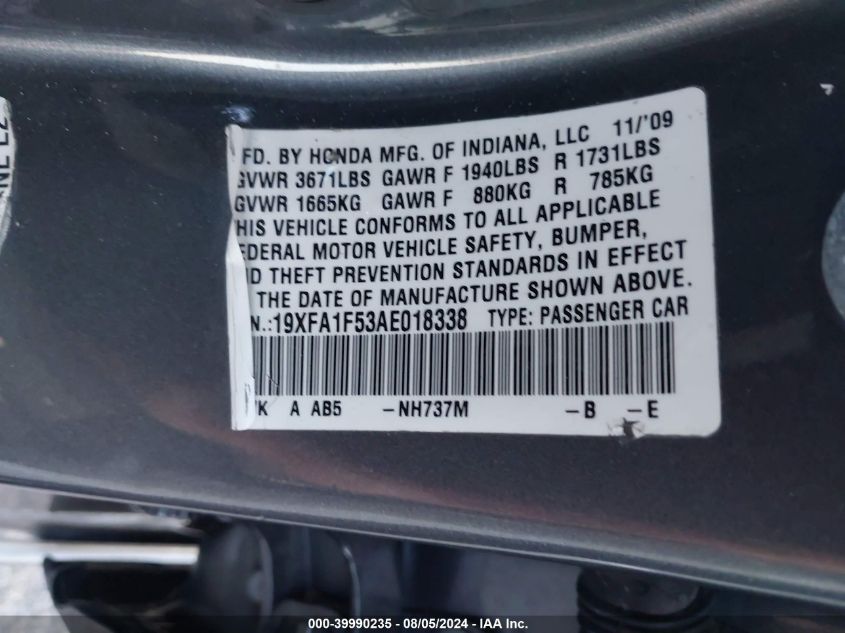 FD. BY HONDA MFG. OF INDIANA, LLC 11/'09
GVWR 3671LBS GAWR F 1940LBS R 1731LBS
GVWR 1665KG GAWR F 880KG R 785KG
HIS VEHICLE CONFORMS TO ALL APPLICABLE
EDERAL MOTOR VEHICLE SAFETY, BUMPER,
ND THEFT PREVENTION STANDARDS IN EFFECT
THE DATE OF MANUFACTURE SHOWN ABOVE.
N.:19XFA1F53AE018338 TYPE: PASSENGER CAR
K A AB5 -NH737M -B -E
000-39990235 - 08/05/2024 - IAA Inc.